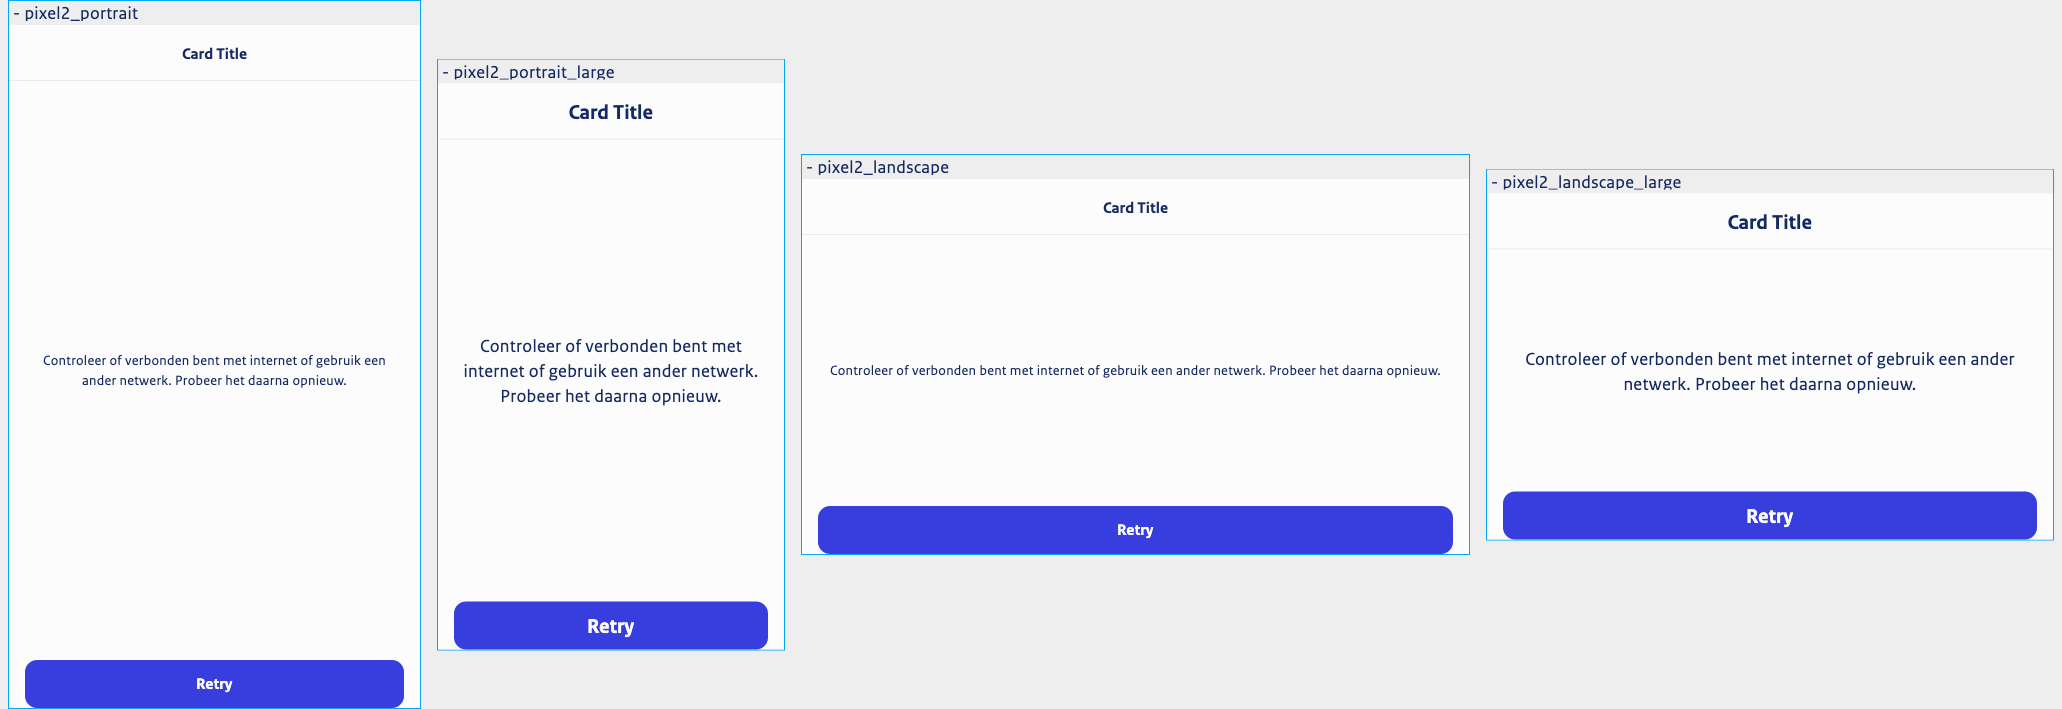 - pixel2_portrait
Card Title
Controleer of verbonden bent met internet of gebruik een
ander netwerk. Probeer het daarna opnieuw.
Retry
- pixel2_portrait_large
Card Title
Controleer of verbonden bent met
internet of gebruik een ander netwerk.
Probeer het daarna opnieuw.
Retry
- pixel2_landscape
Card Title
Controleer of verbonden bent met internet of gebruik een ander netwerk. Probeer het daarna opnieuw.
Retry
- pixel2_landscape_large
Card Title
Controleer of verbonden bent met internet of gebruik een ander
netwerk. Probeer het daarna opnieuw.
Retry